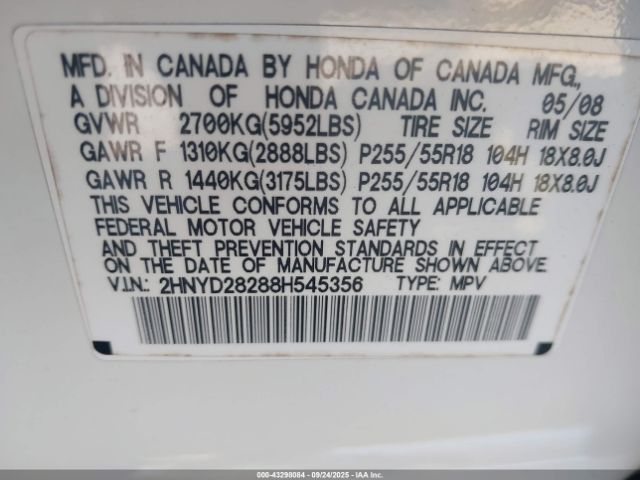 MFD. IN CANADA BY HONDA OF CANADA MFG.,
A DIVISION OF HONDA CANADA INC. 05/08
GVWR 2700KG(5952LBS) TIRE SIZE RIM SIZE
GAWR F 1310KG(2888LBS) P255/55R18 104H 18X8.0J
GAWR R 1440KG(3175LBS) P255/55R18 104H 18X8.0J
THIS VEHICLE CONFORMS TO ALL APPLICABLE
FEDERAL MOTOR VEHICLE SAFETY
AND THEFT PREVENTION STANDARDS IN EFFECT
ON THE DATE OF MANUFACTURE SHOWN ABOVE.
V.I.N.: 2HNYD28288H545356 TYPE: MPV
000-43298084 - 09/24/2025 - IAAI